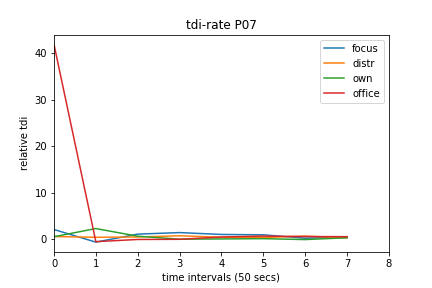 tdi-rate P07
focus
distr
own
office
relative tdi
40
30
20
10
0
0 1 2 3 4 5 6 7 8
time intervals (50 secs)